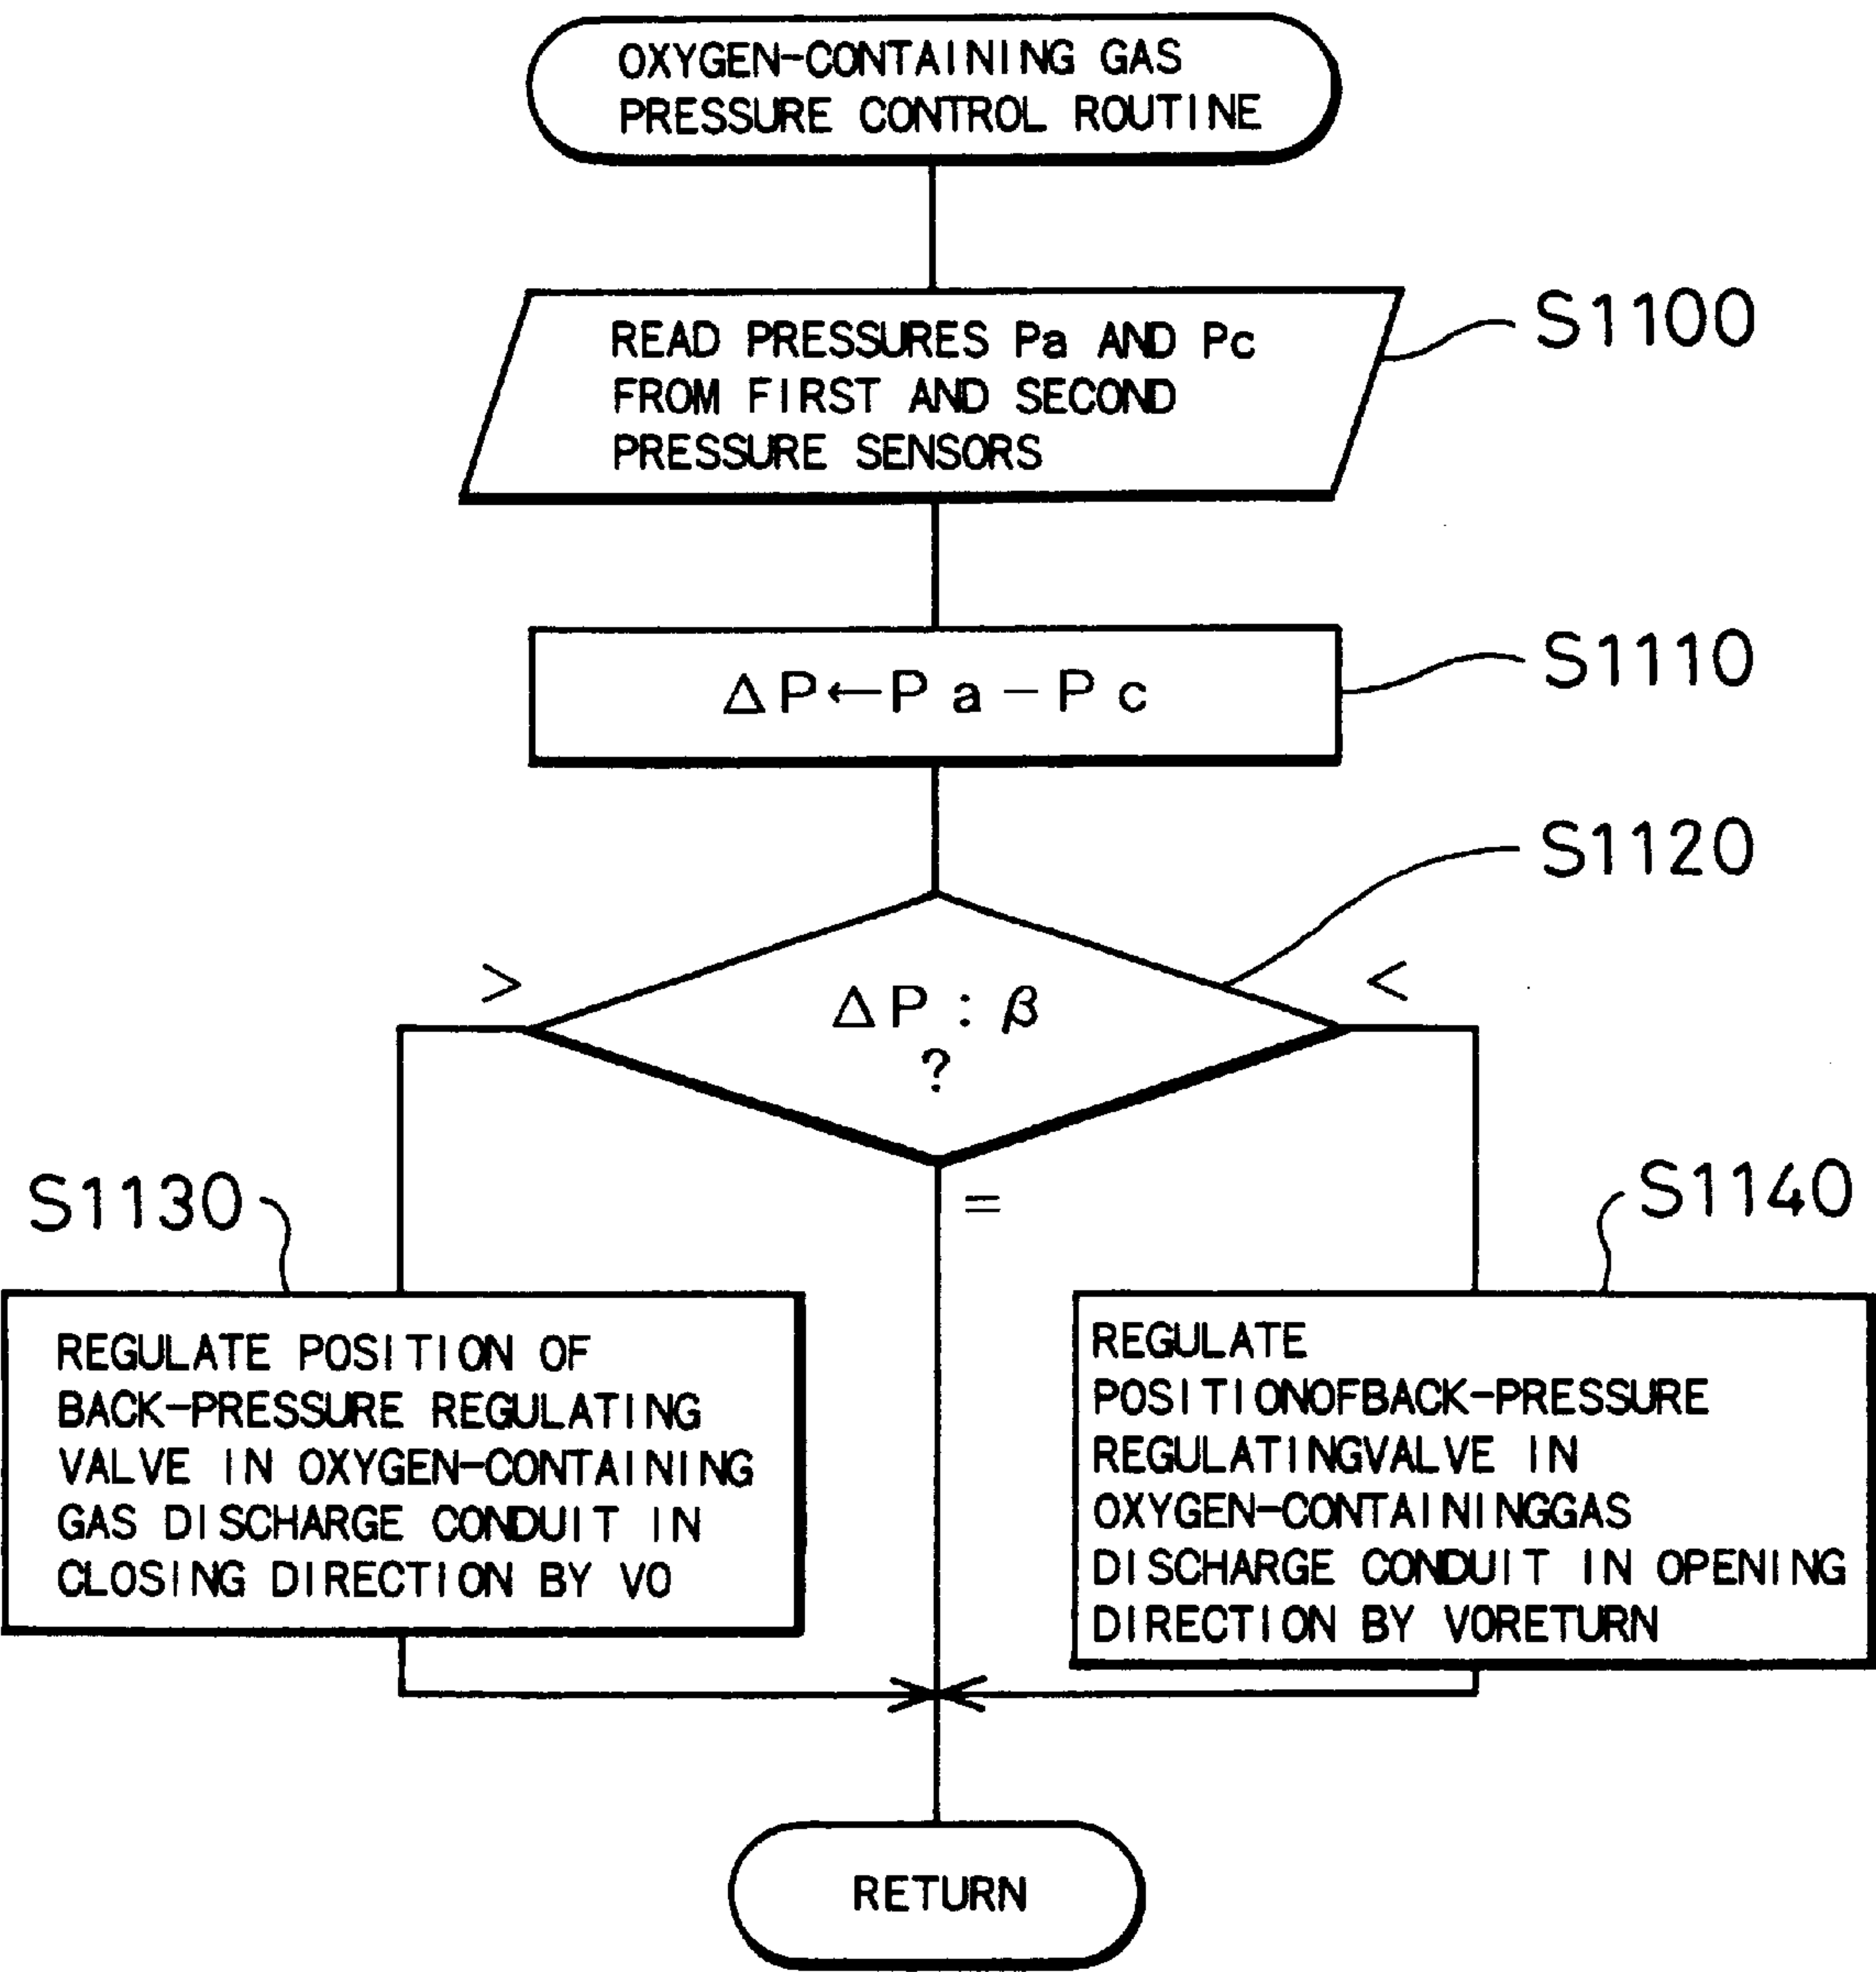 OXYGEN-CONTAINING GAS
PRESSURE CONTROL ROUTINE
READ PRESSURES Pa AND Pc
FROM FIRST AND SECOND
PRESSURE SENSORS
S1100
ΔP←Pa-Pc
S1110
S1120
>
<
ΔP:β
?
=
S1130
S1140
REGULATE POSITION OF
BACK-PRESSURE REGULATING
VALVE IN OXYGEN-CONTAINING
GAS DISCHARGE CONDUIT IN
CLOSING DIRECTION BY VO
REGULATE
POSITIONOFBACK-PRESSURE
REGULATINGVALVE IN
OXYGEN-CONTAININGGAS
DISCHARGE CONDUIT IN OPENING
DIRECTION BY VORETURN
RETURN